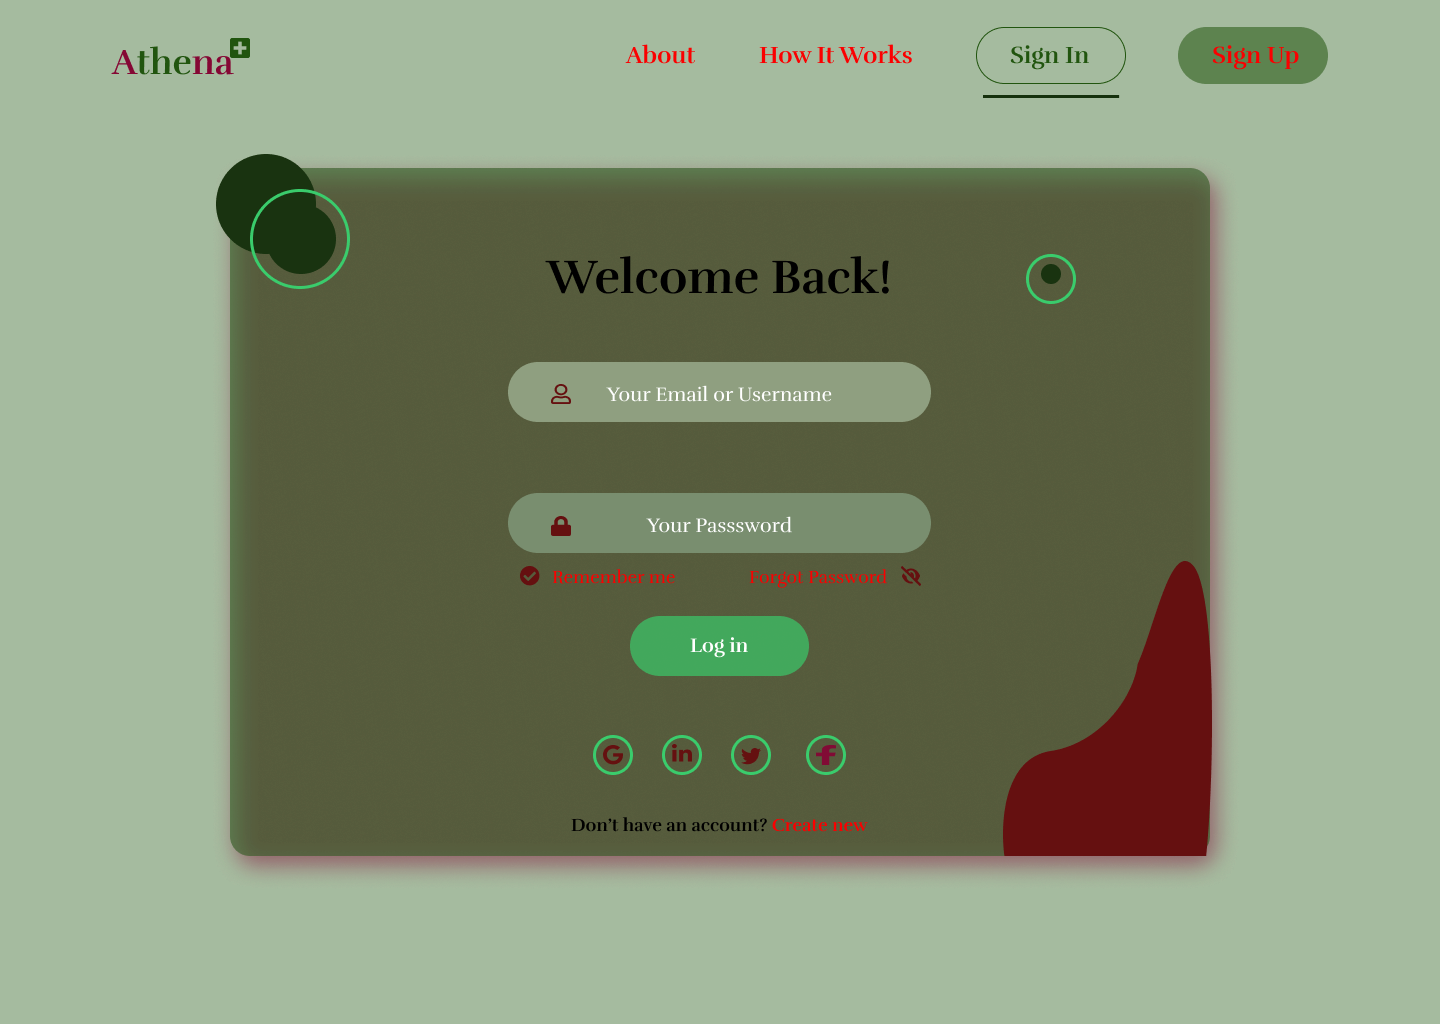 Athena
About
How It Works
Sign In
Sign Up
Welcome Back!
Your Email or Username
Your Passsword
Remember me
Forgot Password
Log in
Don't have an account? Create new